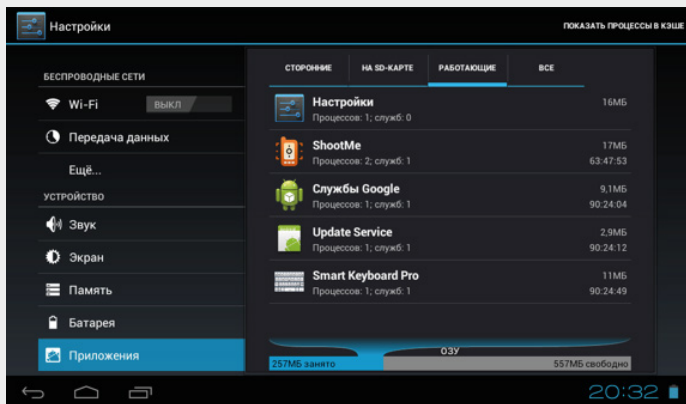 Настройки
ПОКАЗАТЬ ПРОЦЕССЫ В КЭШЕ
БЕСПРОВОДНЫЕ СЕТИ
Wi-Fi
ВЫКЛ
Передача данных
Ещё...
УСТРОЙСТВО
Звук
Экран
Память
Батарея
Приложения
СТОРОННИЕ
НА SD-КАРТЕ
РАБОТАЮЩИЕ
ВСЕ
Настройки
16МБ
Процессов: 1; служб: 0
ShootMe
17МБ
Процессов: 2; служб: 1
63:47:53
Службы Google
9,1МБ
Процессов: 1; служб: 1
90:24:04
Update Service
2,9МБ
Процессов: 1; служб: 1
90:24:12
Smart Keyboard Pro
11МБ
Процессов: 1; служб: 1
90:24:49
ОЗУ
257МБ занято
557МБ свободно
20:32